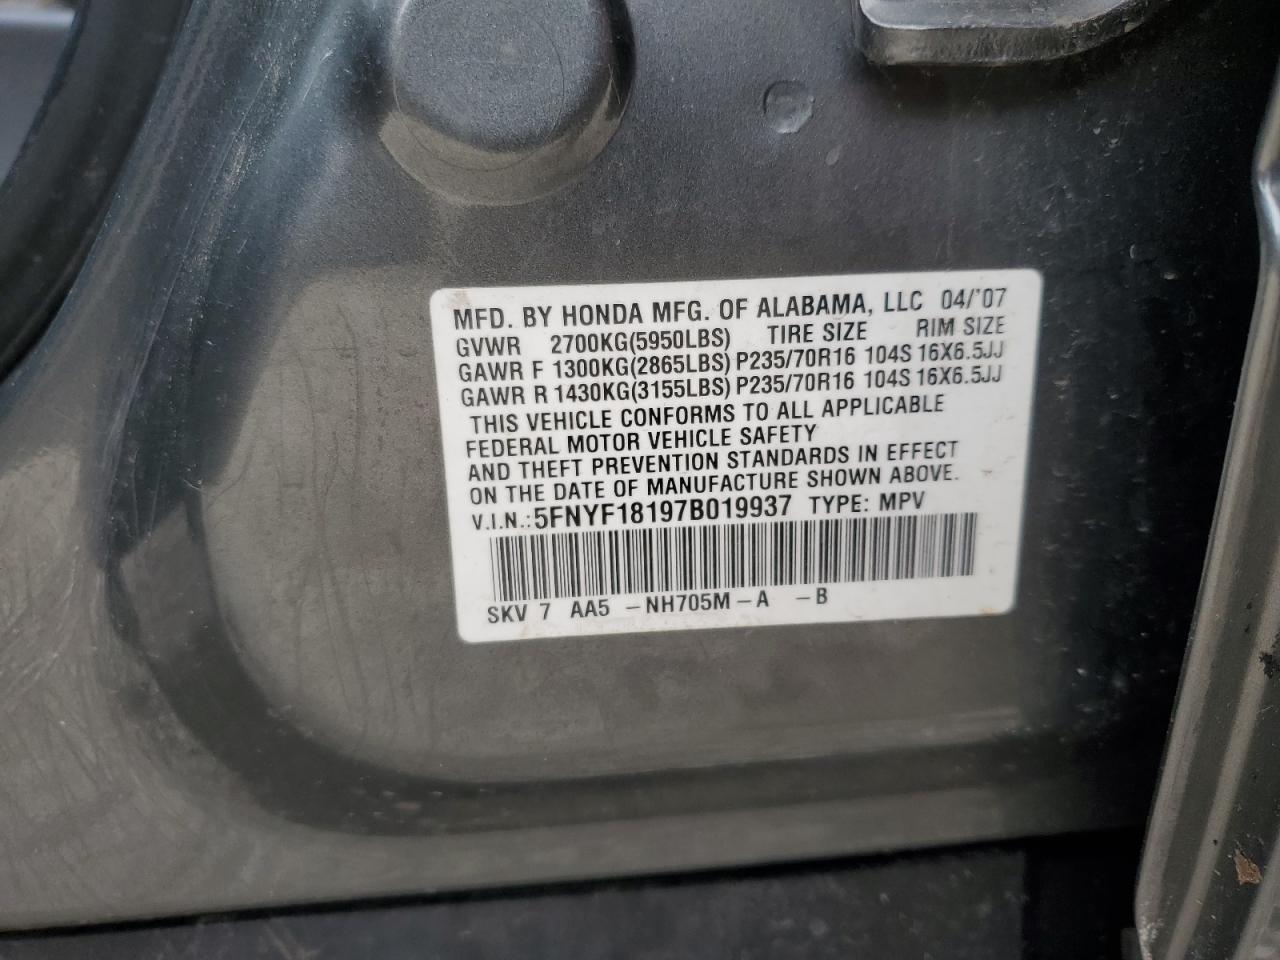 MFD. BY HONDA MFG. OF ALABAMA, LLC 04/'07
GVWR 2700KG(5950LBS) TIRE SIZE RIM SIZE
GAWR F 1300KG(2865LBS) P235/70R16 104S 16X6.5JJ
GAWR R 1430KG(3155LBS) P235/70R16 104S 16X6.5JJ
THIS VEHICLE CONFORMS TO ALL APPLICABLE
FEDERAL MOTOR VEHICLE SAFETY
AND THEFT PREVENTION STANDARDS IN EFFECT
ON THE DATE OF MANUFACTURE SHOWN ABOVE.
V.I.N.:5FNYF18197B019937 TYPE: MPV
SKV 7 AA5 -NH705M-A -B